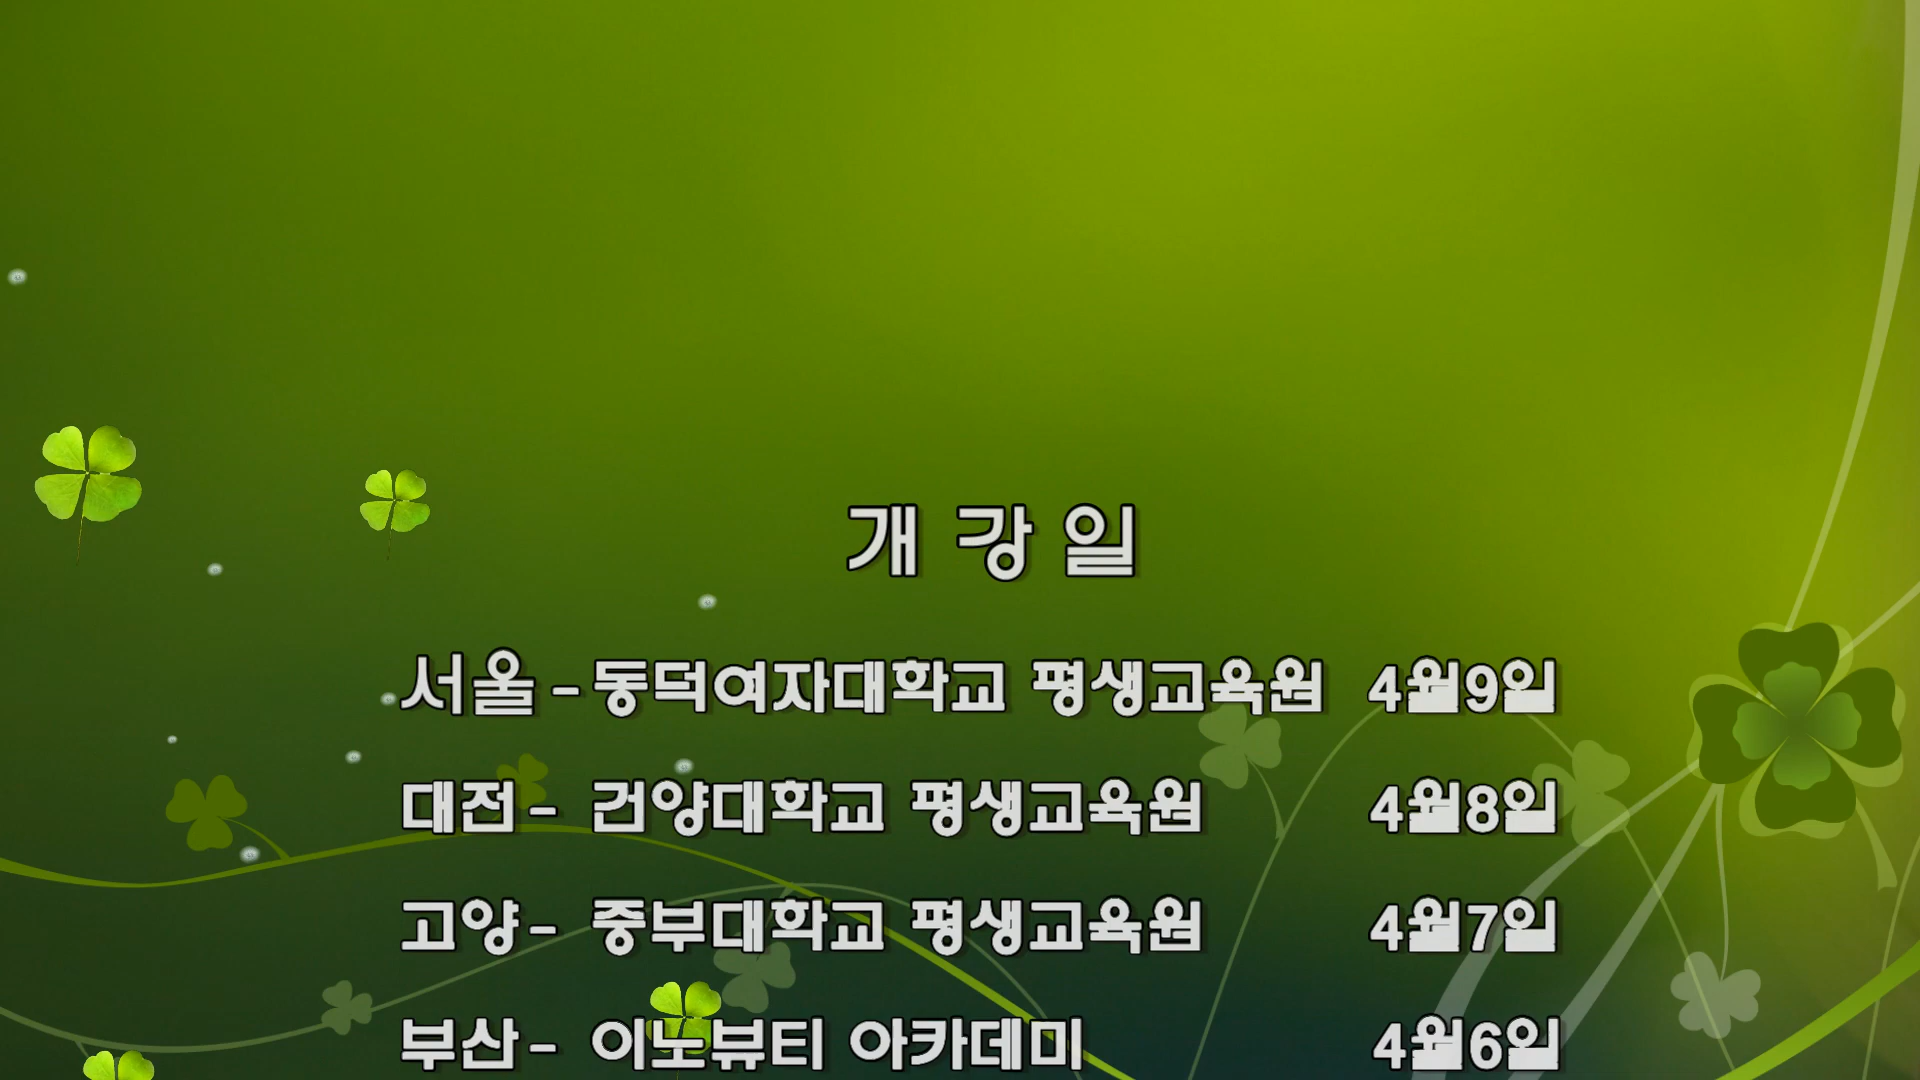 개 강 일
서울 - 동덕여자대학교 평생교육원 4월9일
대전 - 건양대학교 평생교육원 4월8일
고양 - 중부대학교 평생교육원 4월7일
부산 - 이노뷰티 아카데미 4월6일